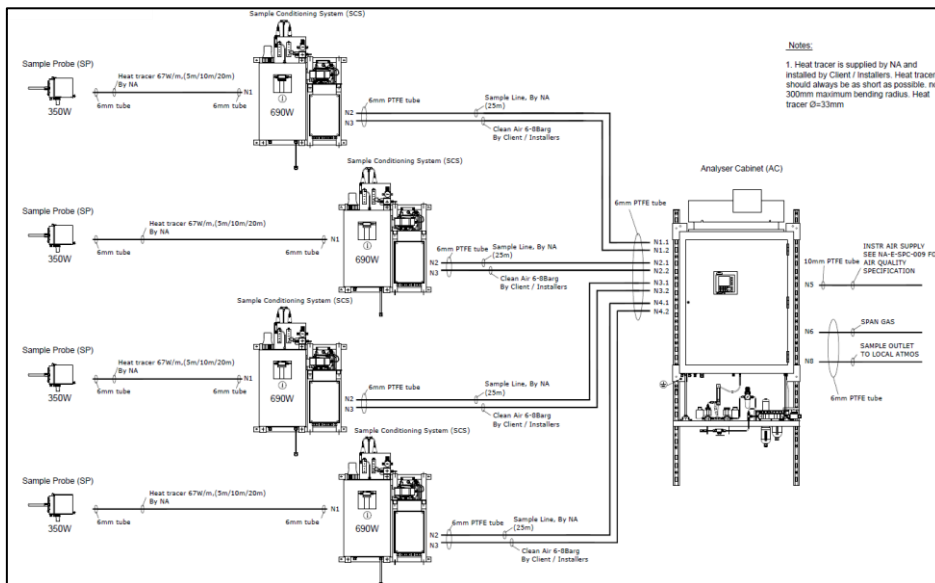 Sample Conditioning System (SCS)
Sample Probe (SP)
Heat tracer 67W/m,(5m/10m/20m)
By NA
N1
6mm tube
6mm tube
350W
690W
6mm PTFE tube
N2
N3
Sample Line, By NA
(25m)
Clean Air 6-8Barg
By Client / Installers
Notes:
1. Heat tracer is supplied by NA and
installed by Client / Installers. Heat tracer
should always be as short as possible. no
300mm maximum bending radius. Heat
tracer Ø=33mm
Sample Conditioning System (SCS)
Sample Probe (SP)
Heat tracer 67W/m,(5m/10m/20m)
By NA
N1
6mm tube
6mm tube
350W
690W
6mm PTFE tube
N2
N3
Sample Line, By NA
(25m)
Clean Air 6-8Barg
By Client / Installers
Analyser Cabinet (AC)
6mm PTFE tube
N1.1
N1.2
N2.1
N2.2
N3.1
N3.2
N4.1
N4.2
10mm PTFE tube
N5
INSTR AIR SUPPLY
SEE NA-E-SPC-009 FO
AIR QUALITY
SPECIFICATION
N6
SPAN GAS
N8
SAMPLE OUTLET
TO LOCAL ATMOS
6mm PTFE tube
Sample Conditioning System (SCS)
Sample Probe (SP)
Heat tracer 67W/m,(5m/10m/20m)
By NA
N1
6mm tube
6mm tube
350W
690W
6mm PTFE tube
N2
N3
Sample Line, By NA
(25m)
Clean Air 6-8Barg
By Client / Installers
Sample Conditioning System (SCS)
Sample Probe (SP)
Heat tracer 67W/m,(5m/10m/20m)
By NA
N1
6mm tube
6mm tube
350W
690W
6mm PTFE tube
N2
N3
Sample Line, By NA
(25m)
Clean Air 6-8Barg
By Client / Installers